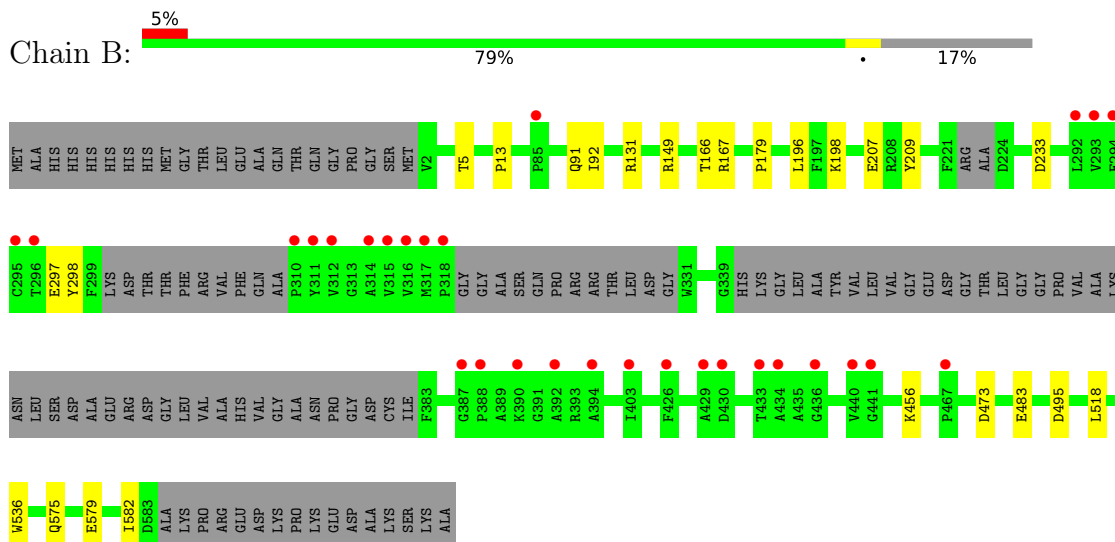 5%
Chain B:
79% • 17%
MET ALA HIS HIS HIS HIS HIS HIS MET GLY THR LEU GLU ALA GLN THR GLN GLY PRO GLY SER MET V2 T5 P13 P85 Q91 I92 R131 R149 T166 R167 P179 L196 F197 K198 E207 R208 Y209 F221 ARG ALA D224 D233 L292 V293
C295 T296 E297 Y298 F299 LYS ASP THR THR PHE ARG VAL PHE GLN ALA P310 Y311 V312 G313 A314 V315 V316 M317 P318 GLY GLY ALA SER GLN PRO ARG ARG THR LEU ASP GLY W331 G339 HIS LYS GLY LEU ALA TYR VAL LEU VAL GLY GLU ASP GLY THR LEU GLY GLY PRO VAL ALA LYS
ASN LEU SER ASP ALA GLU ARG ASP GLY LEU VAL ALA HIS VAL GLY ALA ASN PRO GLY ASP CYS ILE F383 G387 P388 A389 K390 G391 A392 R393 A394 I403 F426 A429 D430 T433 A434 A435 G436 V440 G441 K456 P467 D473 E483 D495 L518
W536 Q575 E579 I582 D583 ALA LYS PRO ARG GLU ASP LYS PRO LYS GLU ASP ALA LYS SER LYS ALA